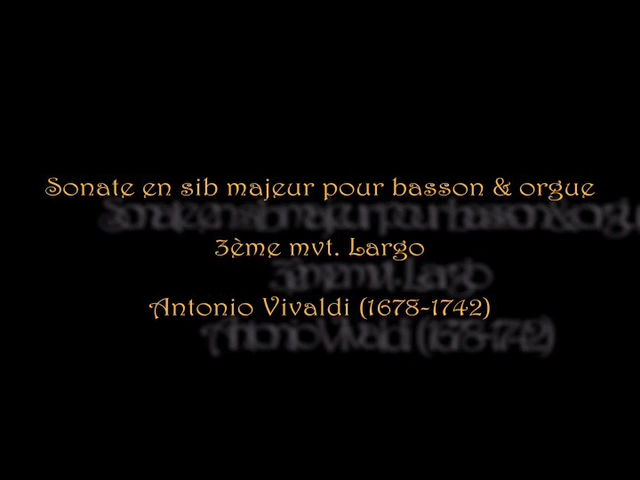 Sonate en sib majeur pour basson & orgue
3ème mvt. Largo
Antonio Vivaldi (1678-1742)